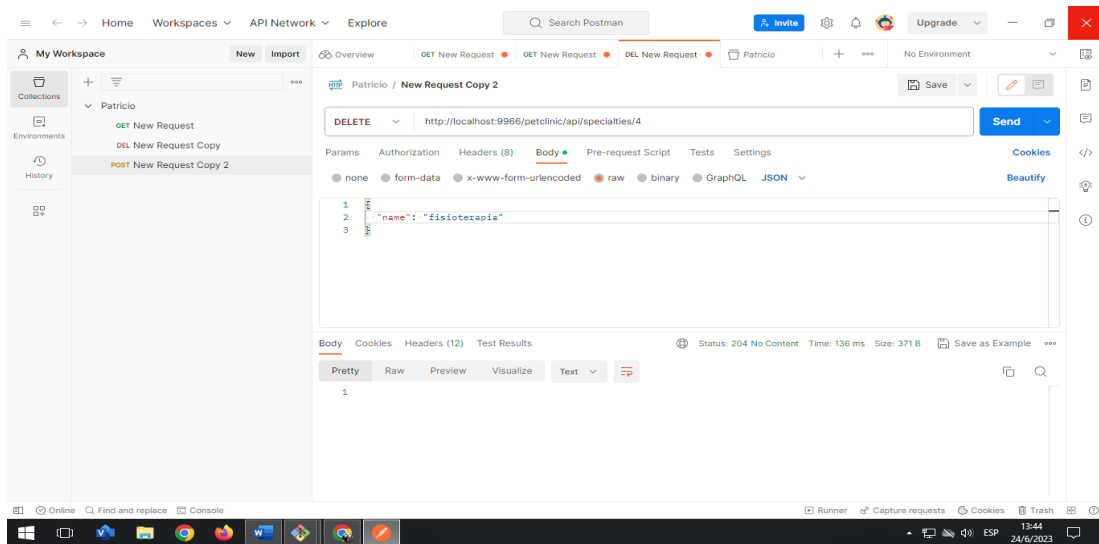 Home Workspaces API Network Explore Search Postman Invite Upgrade
My Workspace New Import Overview GET New Request GET New Request DEL New Request Patricio No Environment
Collections
Environments
History
Patricio
GET New Request
DEL New Request Copy
POST New Request Copy 2
HTTP Patricio / New Request Copy 2 Save
DELETE http://localhost:9966/petclinic/api/specialties/4 Send
Params Authorization Headers (8) Body Pre-request Script Tests Settings Cookies
none form-data x-www-form-urlencoded raw binary GraphQL JSON Beautify
1 {
2 "name": "fisioterapia"
3 }
Body Cookies Headers (12) Test Results Status: 204 No Content Time: 136 ms Size: 371 B Save as Example
Pretty Raw Preview Visualize Text
1
Online Find and replace Console Runner Capture requests Cookies Trash
ESP 13:44
24/6/2023